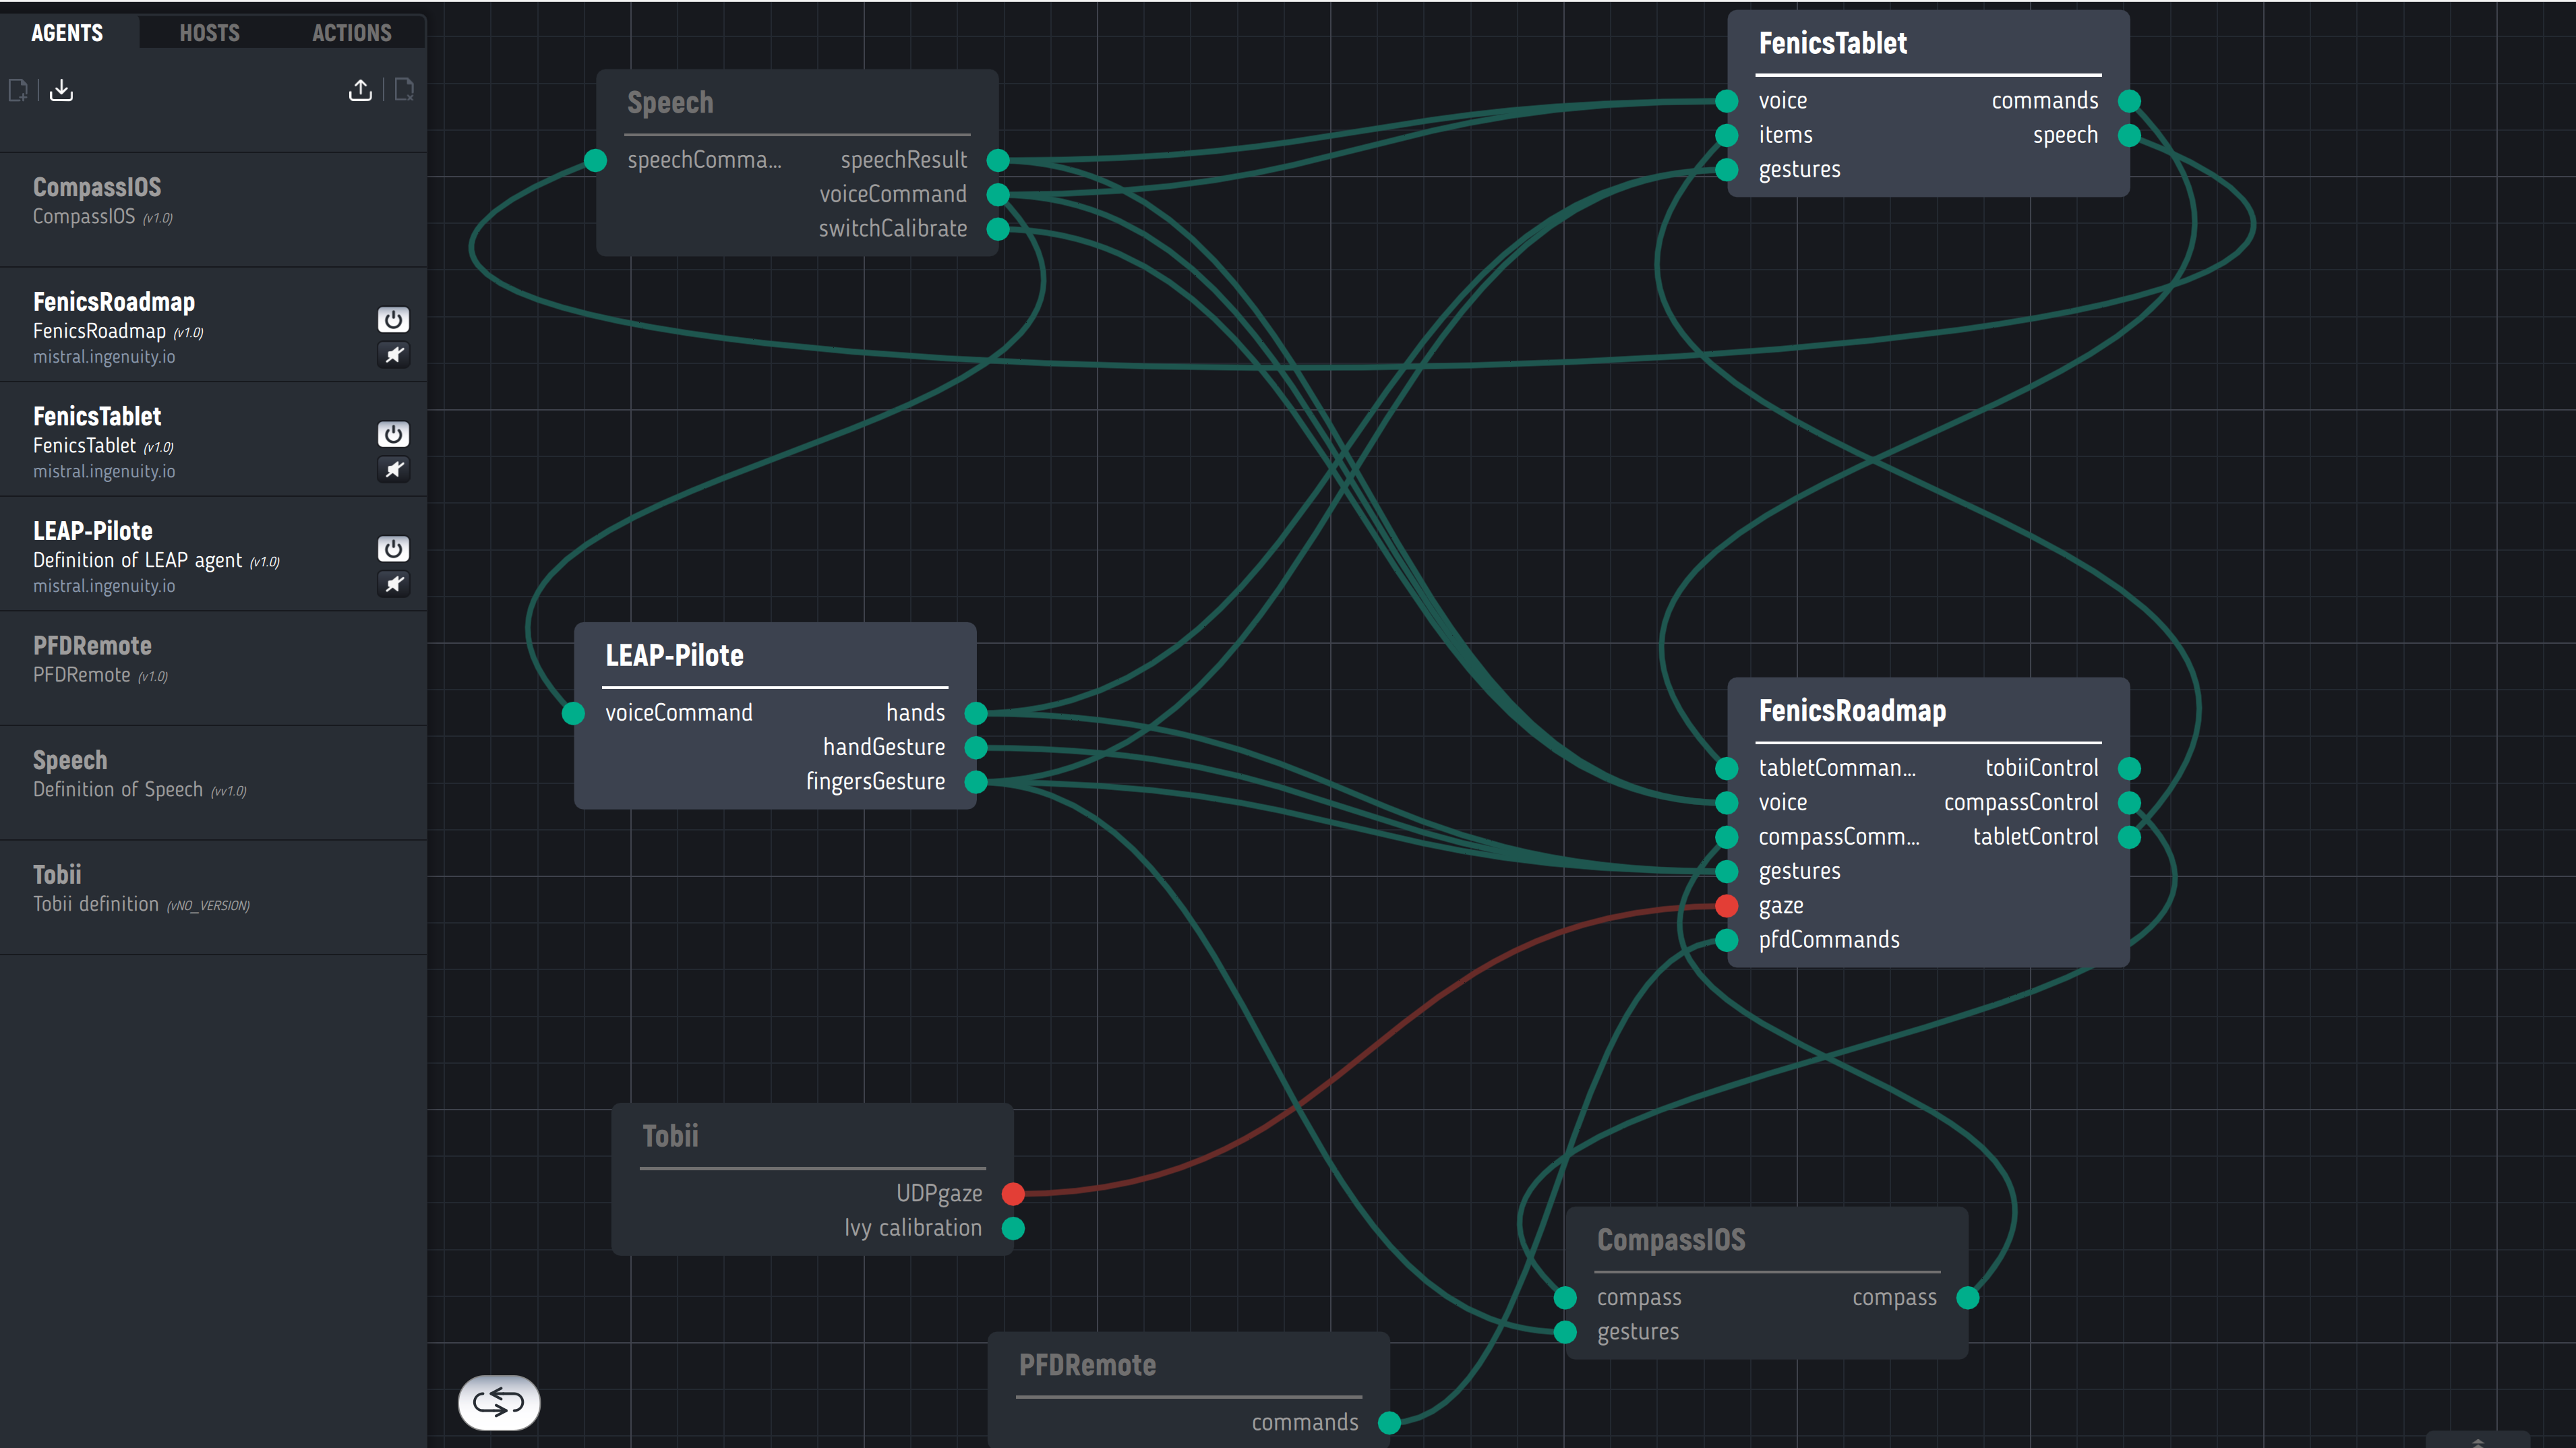 AGENTS HOSTS ACTIONS
CompassIOS
CompassIOS (v1.0)
FenicsRoadmap
FenicsRoadmap (v1.0)
mistral.ingenuity.io
FenicsTablet
FenicsTablet (v1.0)
mistral.ingenuity.io
LEAP-Pilote
Definition of LEAP agent (v1.0)
mistral.ingenuity.io
PFDRemote
PFDRemote (v1.0)
Speech
Definition of Speech (vv1.0)
Tobii
Tobii definition (vNO_VERSION)
Speech
speechComma... speechResult
voiceCommand
switchCalibrate
FenicsTablet
voice commands
items speech
gestures
LEAP-Pilote
voiceCommand hands
handGesture
fingersGesture
FenicsRoadmap
tabletComman... tobiiControl
voice compassControl
compassComm... tabletControl
gestures
gaze
pfdCommands
Tobii
UDPgaze
Ivy calibration
CompassIOS
compass compass
gestures
PFDRemote
commands